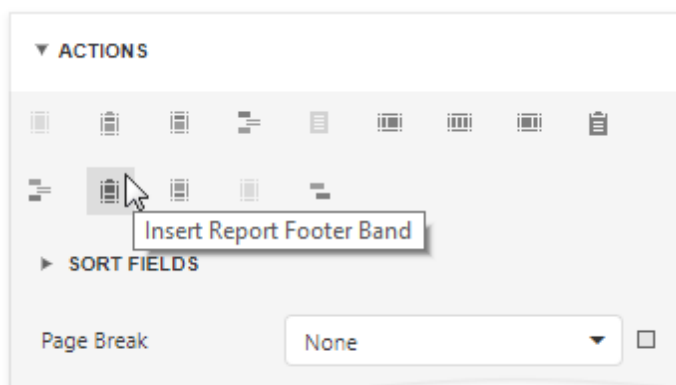 ACTIONS
Insert Report Footer Band
SORT FIELDS
Page Break None